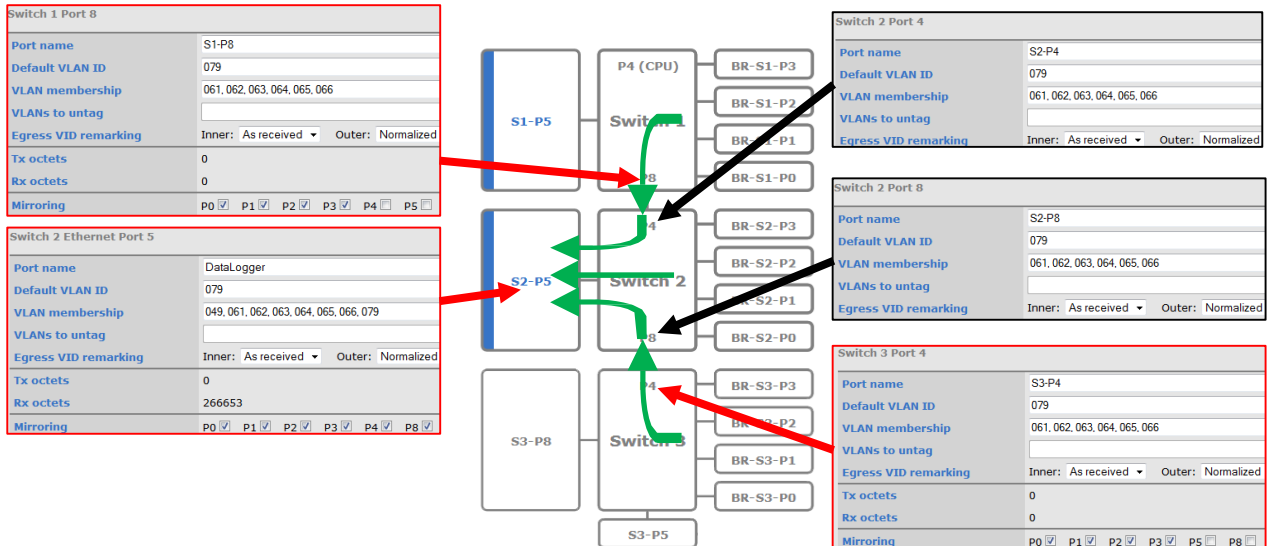 Switch 1 Port 8
Port name S1-P8
Default VLAN ID 079
VLAN membership 061, 062, 063, 064, 065, 066
VLANs to untag
Egress VID remarking Inner: As received Outer: Normalized
Tx octets 0
Rx octets 0
Mirroring P0 P1 P2 P3 P4 P5
Switch 2 Ethernet Port 5
Port name DataLogger
Default VLAN ID 079
VLAN membership 049, 061, 062, 063, 064, 065, 066, 079
VLANs to untag
Egress VID remarking Inner: As received Outer: Normalized
Tx octets 0
Rx octets 266653
Mirroring P0 P1 P2 P3 P4 P8
S1-P5
P4 (CPU)
Switch 1
P8
BR-S1-P3
BR-S1-P2
BR-S1-P1
BR-S1-P0
S2-P5
P4
Switch 2
P8
BR-S2-P3
BR-S2-P2
BR-S2-P1
BR-S2-P0
S3-P8
P4
Switch 3
BR-S3-P3
BR-S3-P2
BR-S3-P1
BR-S3-P0
S3-P5
Switch 2 Port 4
Port name S2-P4
Default VLAN ID 079
VLAN membership 061, 062, 063, 064, 065, 066
VLANs to untag
Egress VID remarking Inner: As received Outer: Normalized
Switch 2 Port 8
Port name S2-P8
Default VLAN ID 079
VLAN membership 061, 062, 063, 064, 065, 066
VLANs to untag
Egress VID remarking Inner: As received Outer: Normalized
Switch 3 Port 4
Port name S3-P4
Default VLAN ID 079
VLAN membership 061, 062, 063, 064, 065, 066
VLANs to untag
Egress VID remarking Inner: As received Outer: Normalized
Tx octets 0
Rx octets 0
Mirroring P0 P1 P2 P3 P5 P8